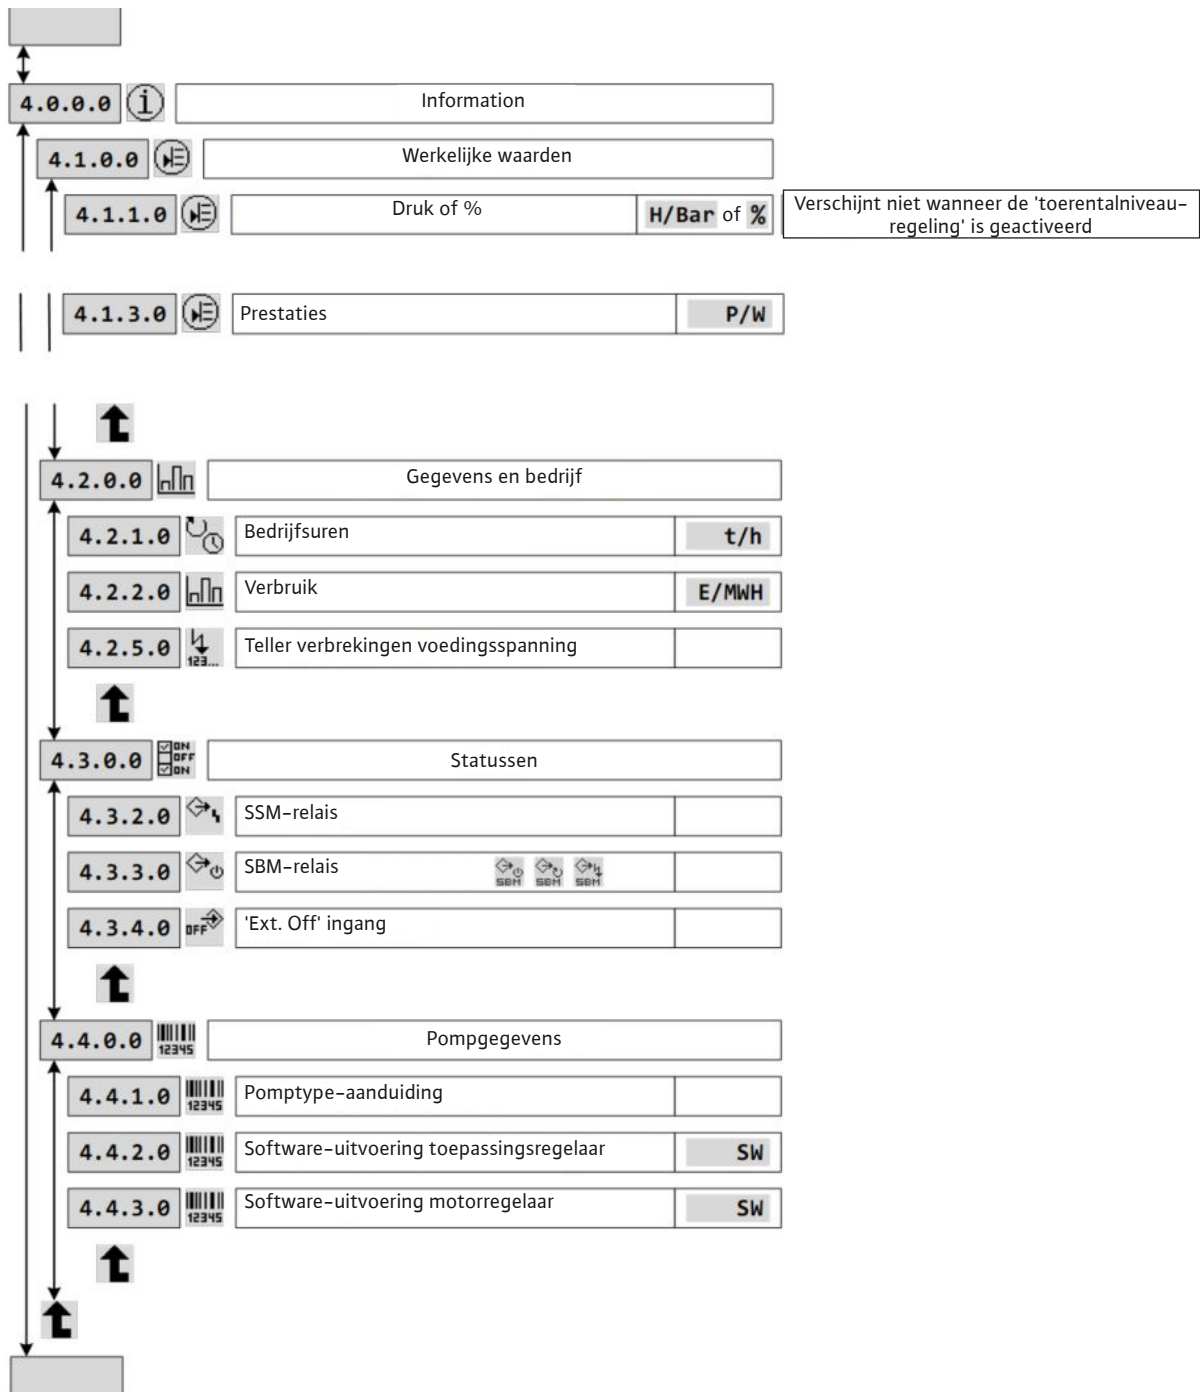 4.0.0.0 Information
4.1.0.0 Werkelijke waarden
4.1.1.0 Druk of % H/Bar of % Verschijnt niet wanneer de 'toerentalniveau-
regeling' is geactiveerd
4.1.3.0 Prestaties P/W
4.2.0.0 Gegevens en bedrijf
4.2.1.0 Bedrijfsuren t/h
4.2.2.0 Verbruik E/MWH
4.2.5.0 123... Teller verbrekingen voedingsspanning
4.3.0.0 ON OFF ON Statussen
4.3.2.0 SSM-relais
4.3.3.0 SBM-relais SBM SBM SBM
4.3.4.0 OFF 'Ext. Off' ingang
4.4.0.0 12345 Pompgegevens
4.4.1.0 12345 Pomptype-aanduiding
4.4.2.0 12345 Software-uitvoering toepassingsregelaar SW
4.4.3.0 12345 Software-uitvoering motorregelaar SW